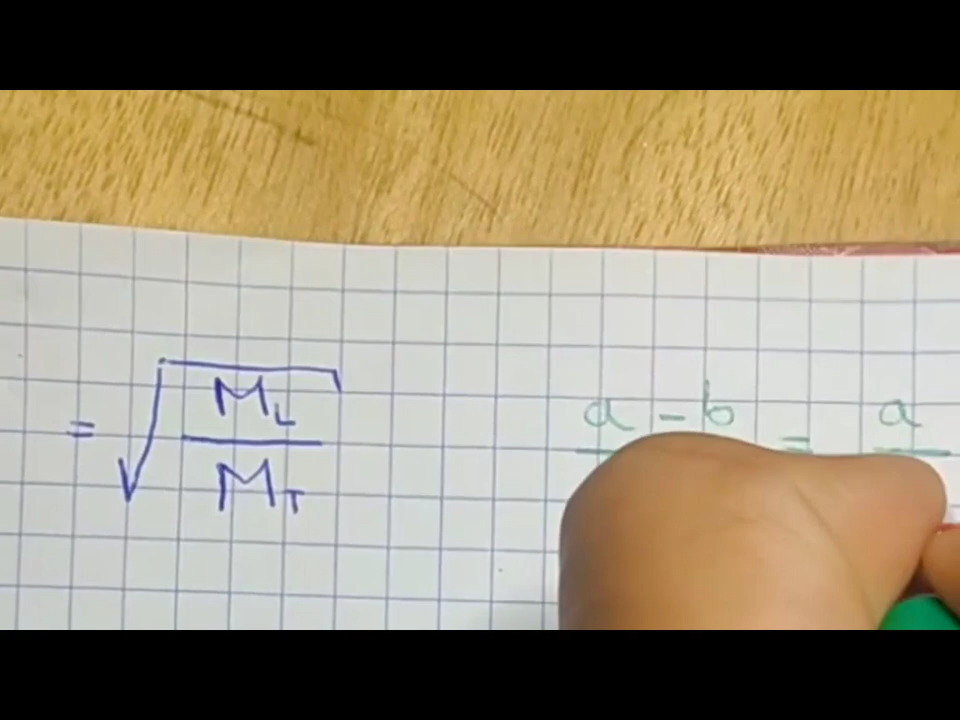 = √(M_L / M_T)
a - b = a